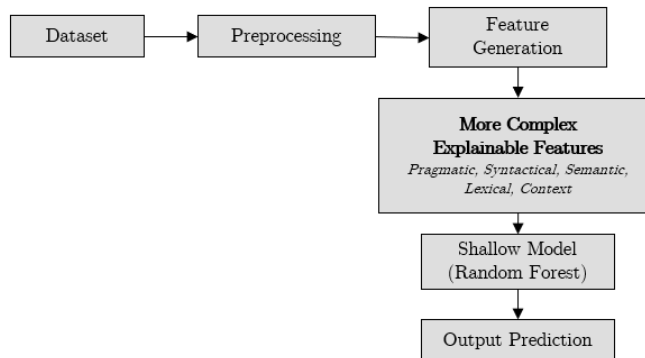 Dataset
Preprocessing
Feature
Generation
More Complex
Explainable Features
Pragmatic, Syntactical, Semantic,
Lexical, Context
Shallow Model
(Random Forest)
Output Prediction